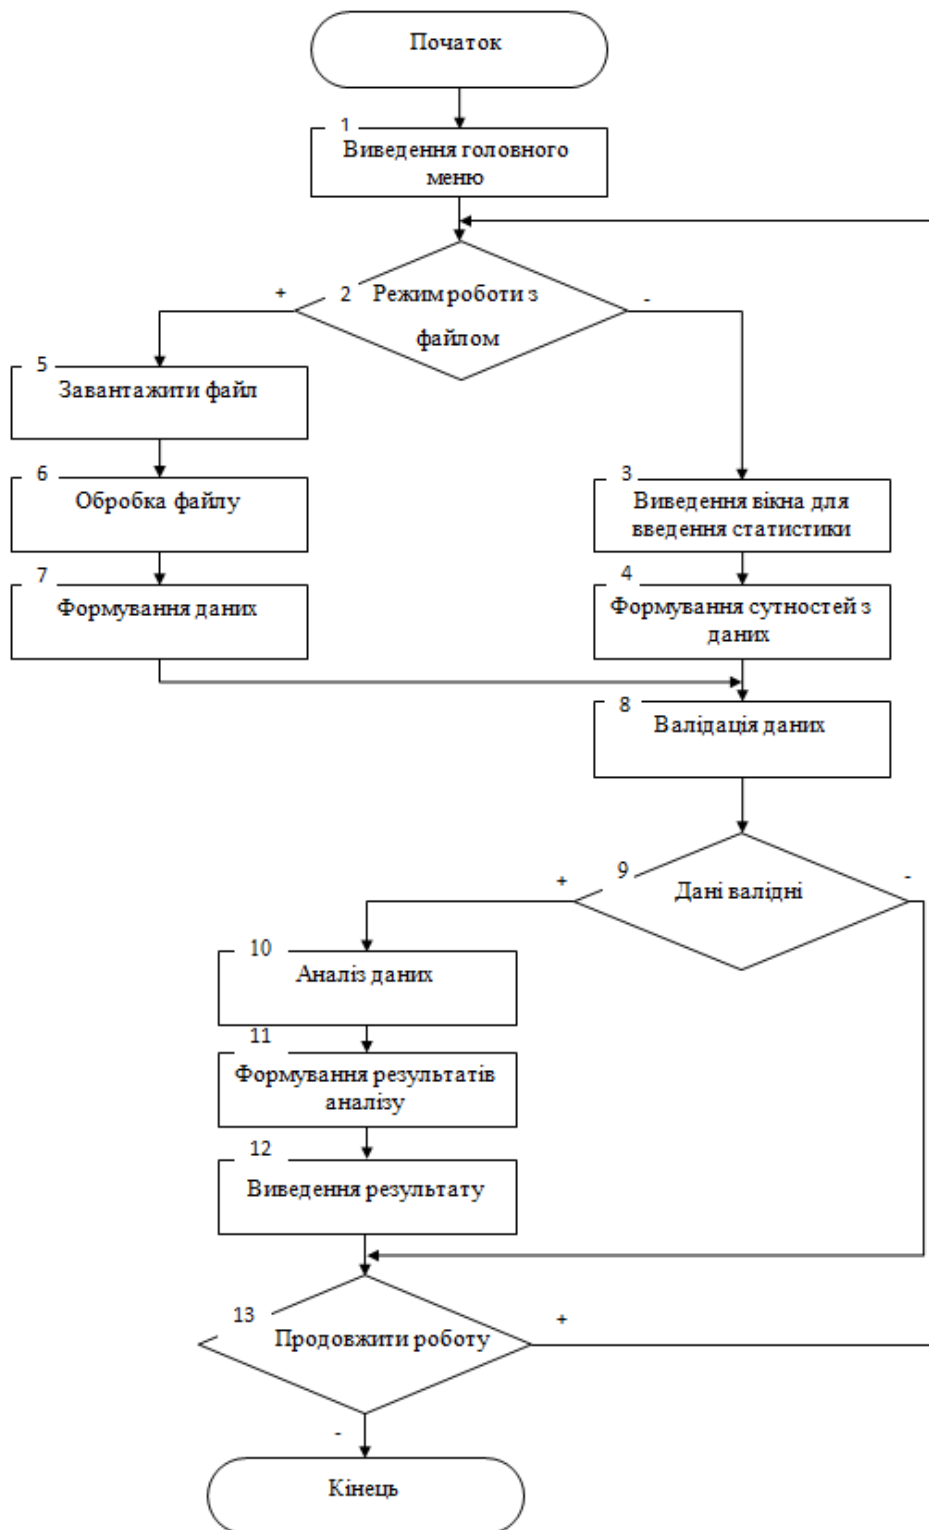 Початок
1
Виведення головного
меню
2
Режим роботи з
файлом
+
-
5
Завантажити файл
6
Обробка файлу
7
Формування даних
3
Виведення вікна для
введення статистики
4
Формування сутностей з
даних
8
Валідація даних
9
Дані валідні
+
-
10
Аналіз даних
11
Формування результатів
аналізу
12
Виведення результату
13
Продовжити роботу
+
-
Кінець